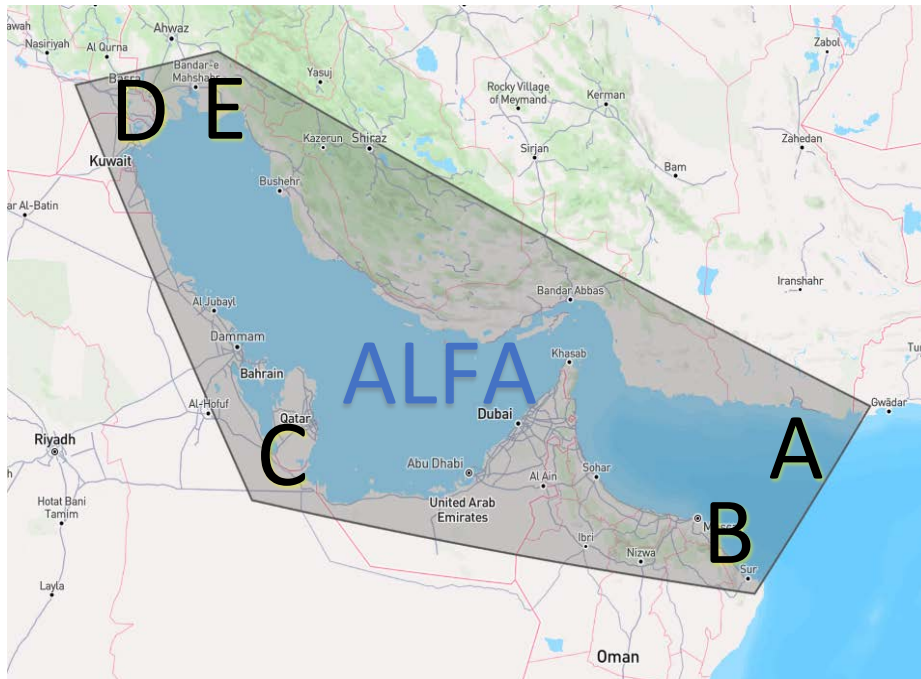 Ahwaz
Nasiriyah
Al Qurna
Zabol
Bandar-e
Mahshahr
Yasuj
Basra
D
E
Rocky Village
of Meymand
Kerman
Kazerun
Shiraz
Sirjan
Zahedan
Kuwait
Bam
Bushehr
ar Al-Batin
Iranshahr
Bandar Abbas
Al Jubayl
Dammam
Khasab
Bahrain
ALFA
Al-Hofuf
Qatar
Dubai
Gwadar
Riyadh
C
A
Abu Dhabi
Al Ain
Sohar
Hotat Bani
Tamim
United Arab
Emirates
B
Ibri
Nizwa
Sur
Layla
Oman